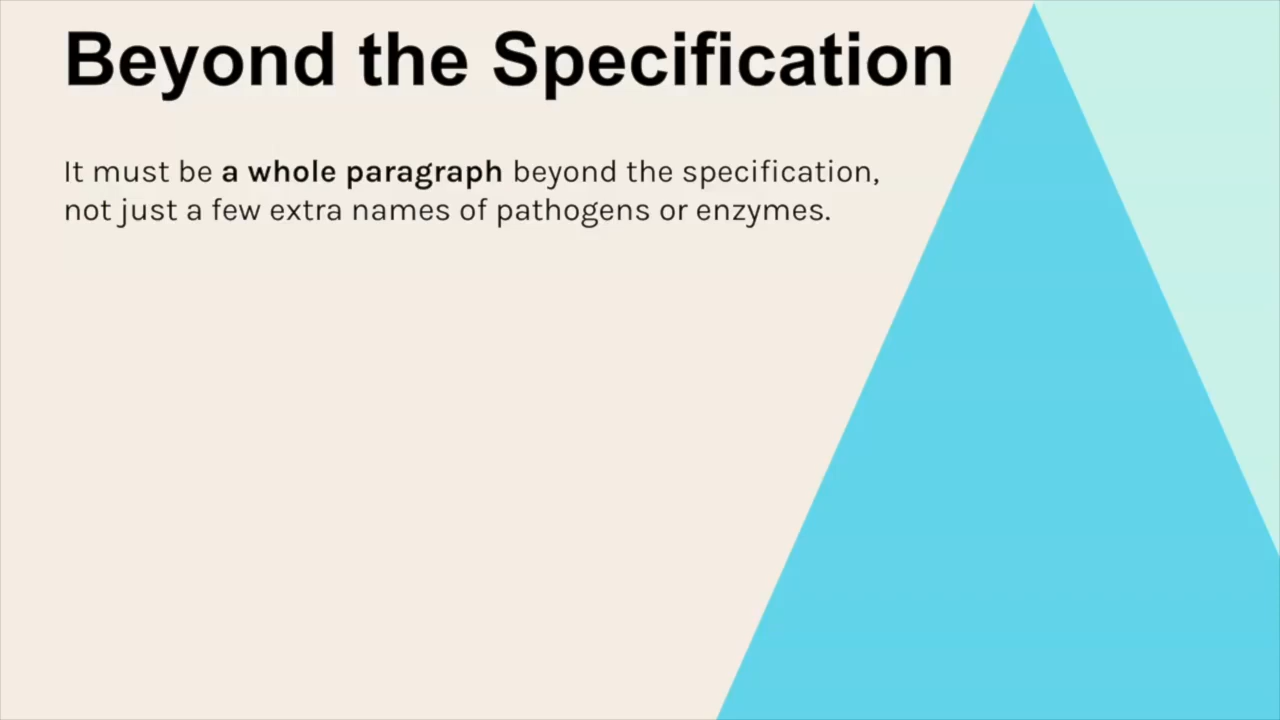 Beyond the Specification
It must be a whole paragraph beyond the specification,
not just a few extra names of pathogens or enzymes.